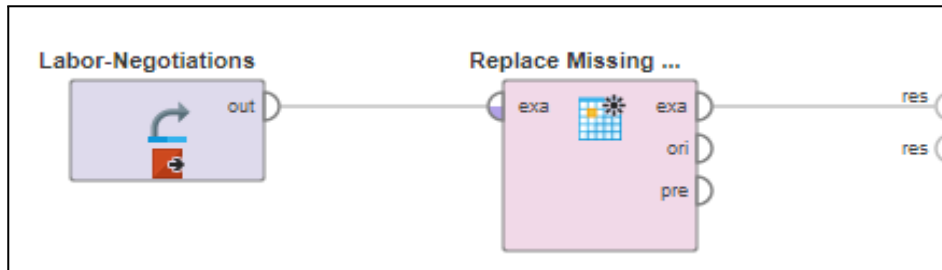 Labor-Negotiations
Replace Missing ...
out
exa
exa
res
ori
res
pre